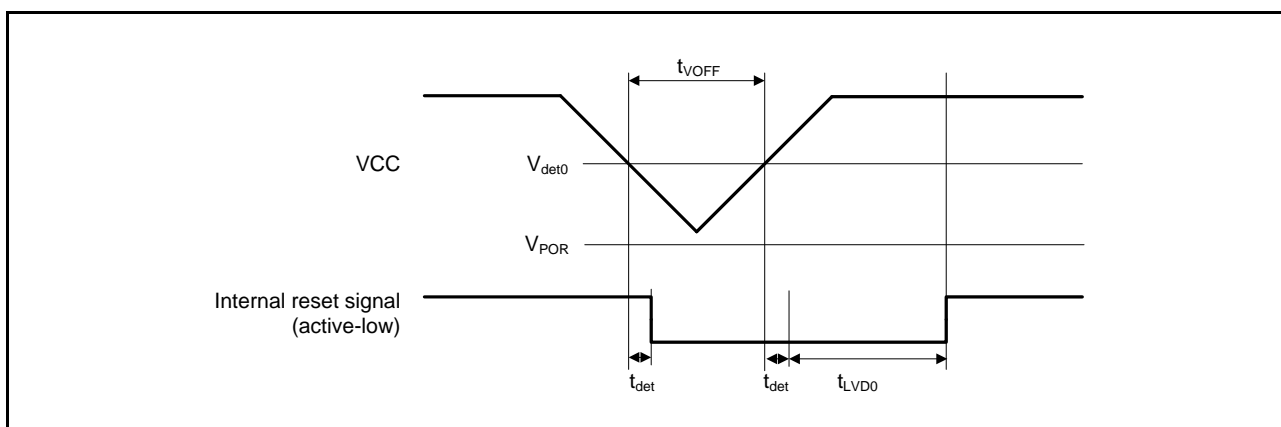 tVOFF
VCC
Vdet0
VPOR
Internal reset signal
(active-low)
tdet
tdet
tLVD0